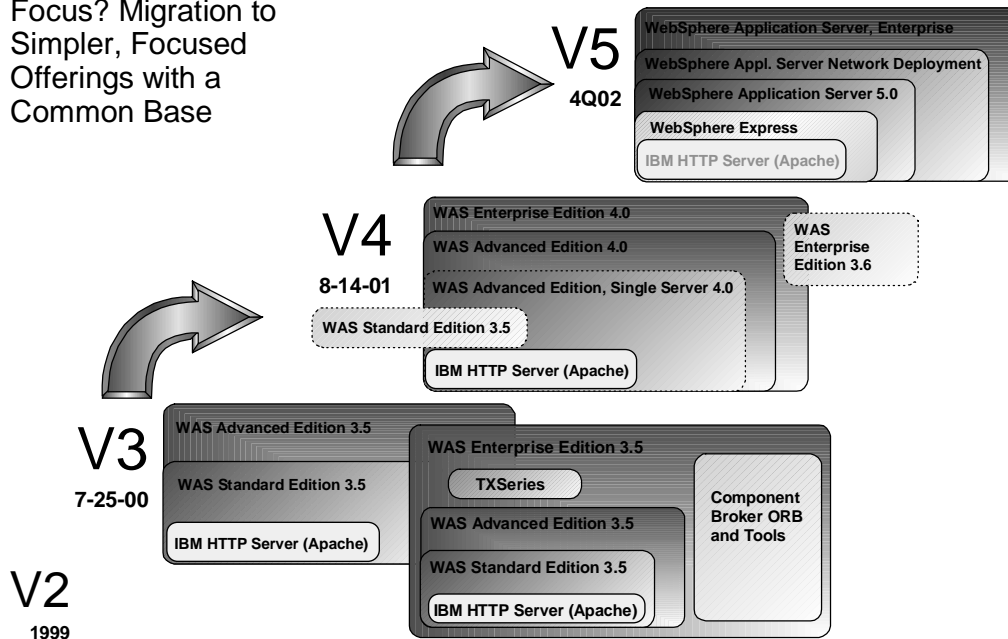 Focus? Migration to
Simpler, Focused
Offerings with a
Common Base
V5
4Q02
WebSphere Application Server, Enterprise
WebSphere Appl. Server Network Deployment
WebSphere Application Server 5.0
WebSphere Express
IBM HTTP Server (Apache)
V4
8-14-01
WAS Enterprise Edition 4.0
WAS Advanced Edition 4.0
WAS Advanced Edition, Single Server 4.0
WAS Standard Edition 3.5
IBM HTTP Server (Apache)
WAS
Enterprise
Edition 3.6
V3
7-25-00
WAS Advanced Edition 3.5
WAS Standard Edition 3.5
IBM HTTP Server (Apache)
WAS Enterprise Edition 3.5
TXSeries
WAS Advanced Edition 3.5
WAS Standard Edition 3.5
IBM HTTP Server (Apache)
Component
Broker ORB
and Tools
V2
1999